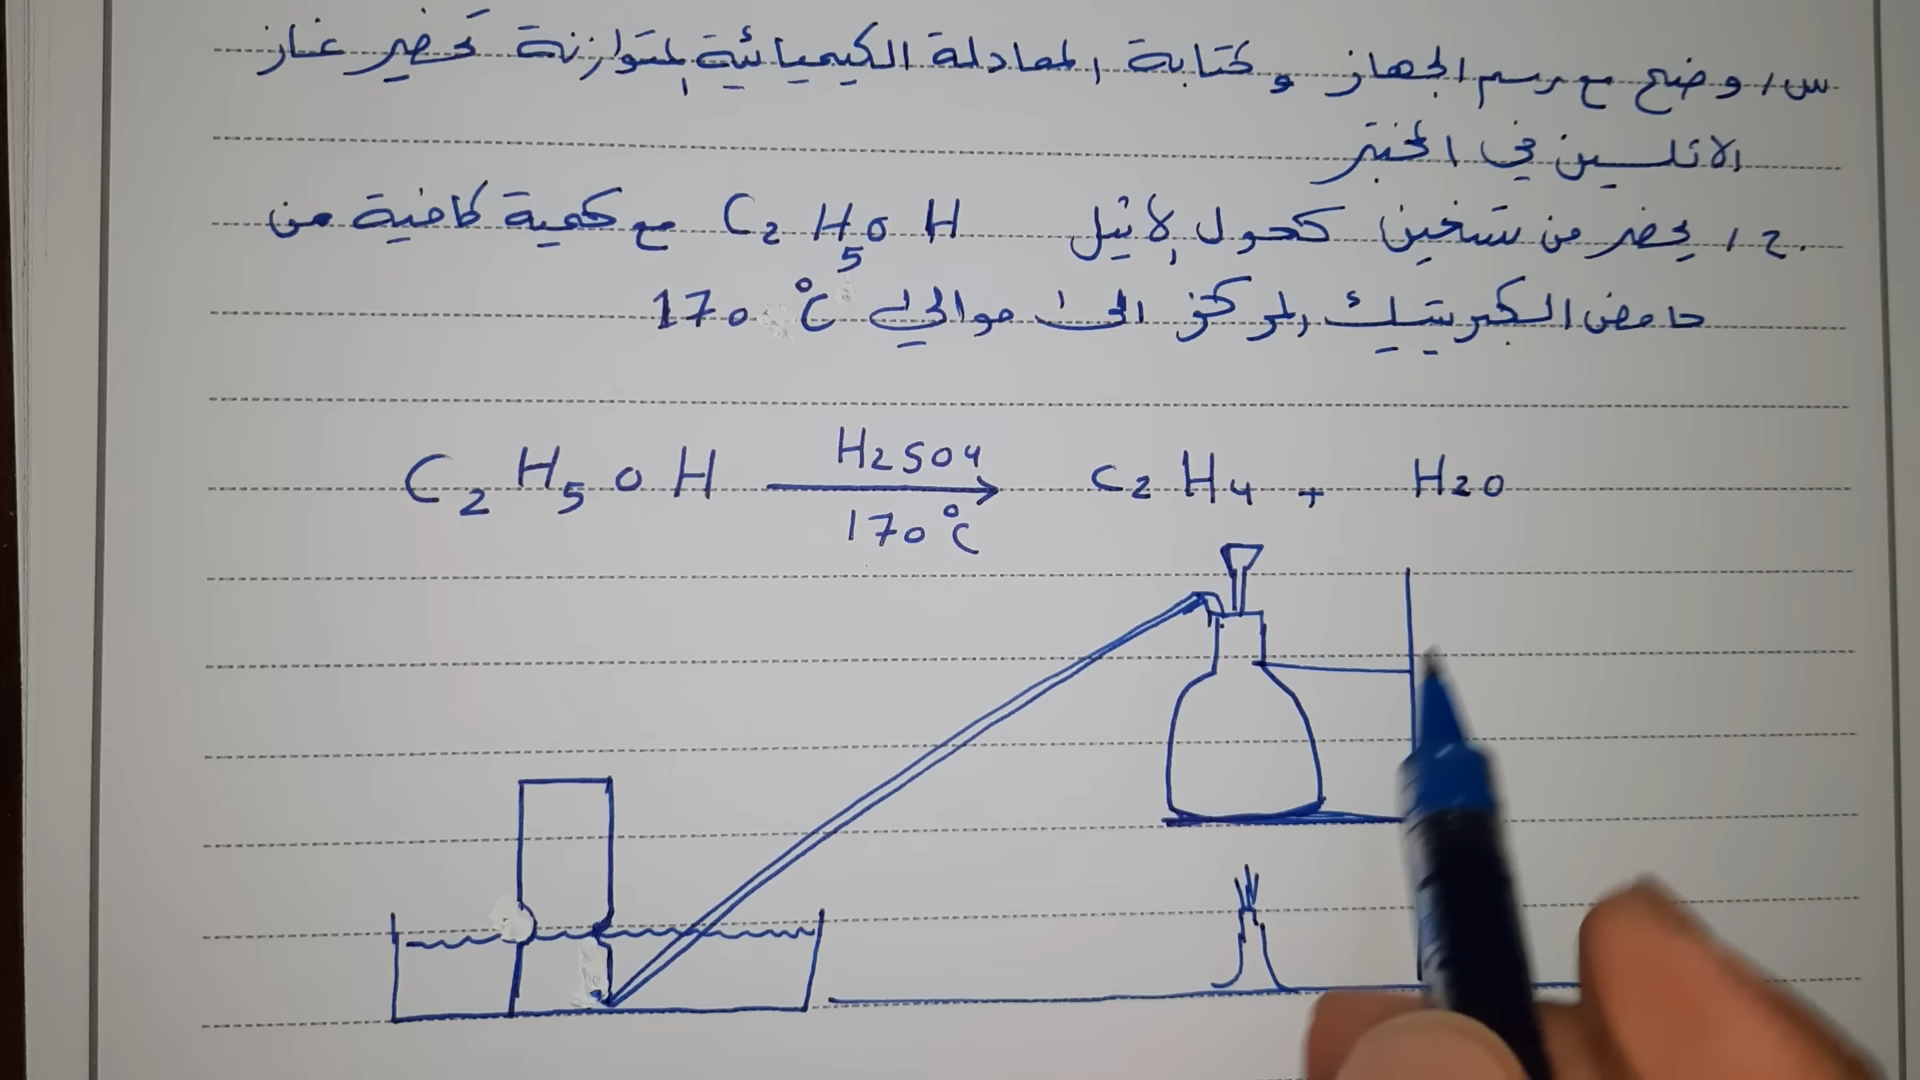 س/ وضح مع رسم الجهاز وكتابة المعادلة الكيميائية المتوازنة تحضير غاز
الاثلين في المختبر
ج/ يحضر من تسخين كحول الاثيل C2H5OH مع كمية كافية من
حامض الكبريتيك المركز الى حوالي 170 °C
C2H5OH H2SO4 170 °C → C2H4 + H2O